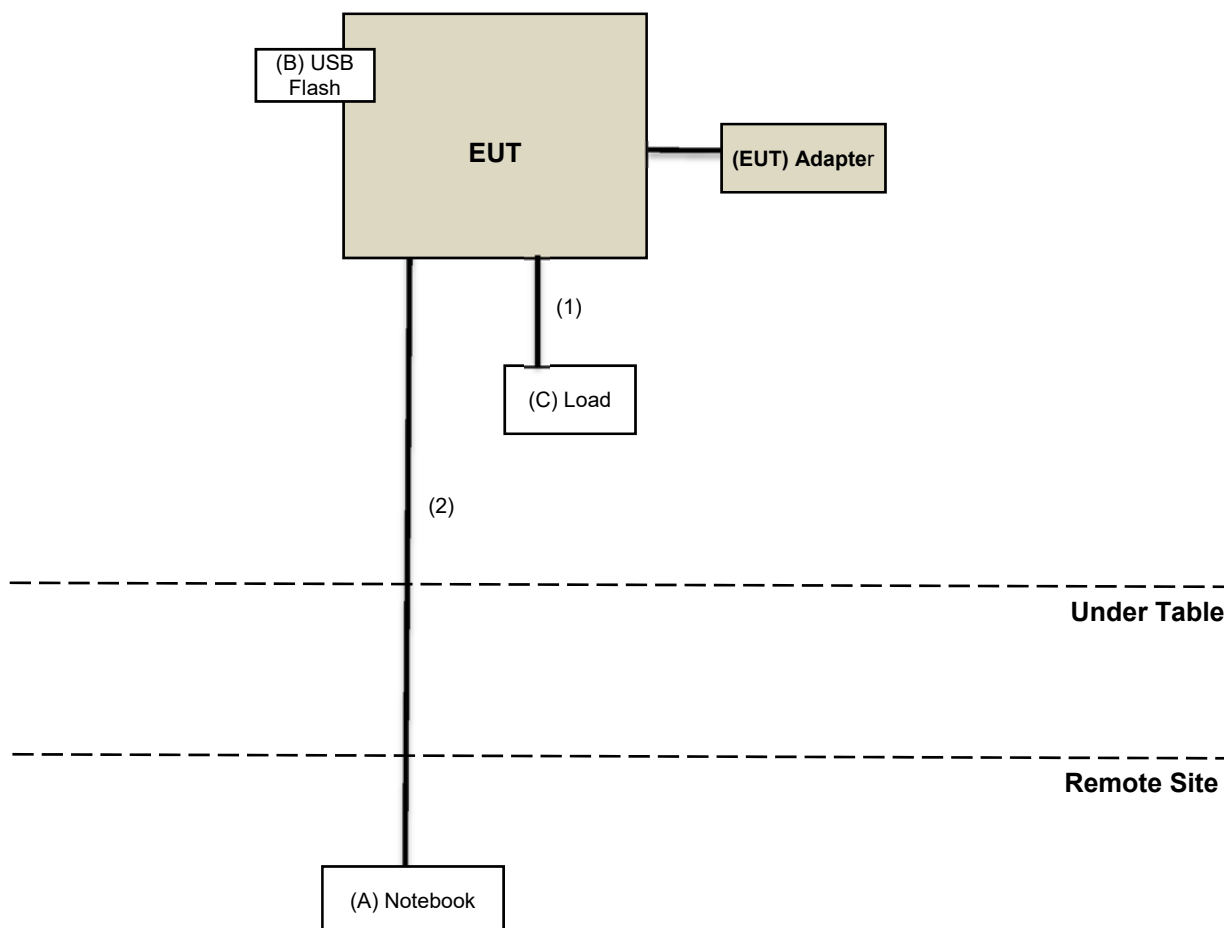 (B) USB
Flash
EUT
(EUT) Adapter
(1)
(C) Load
(2)
Under Table
Remote Site
(A) Notebook